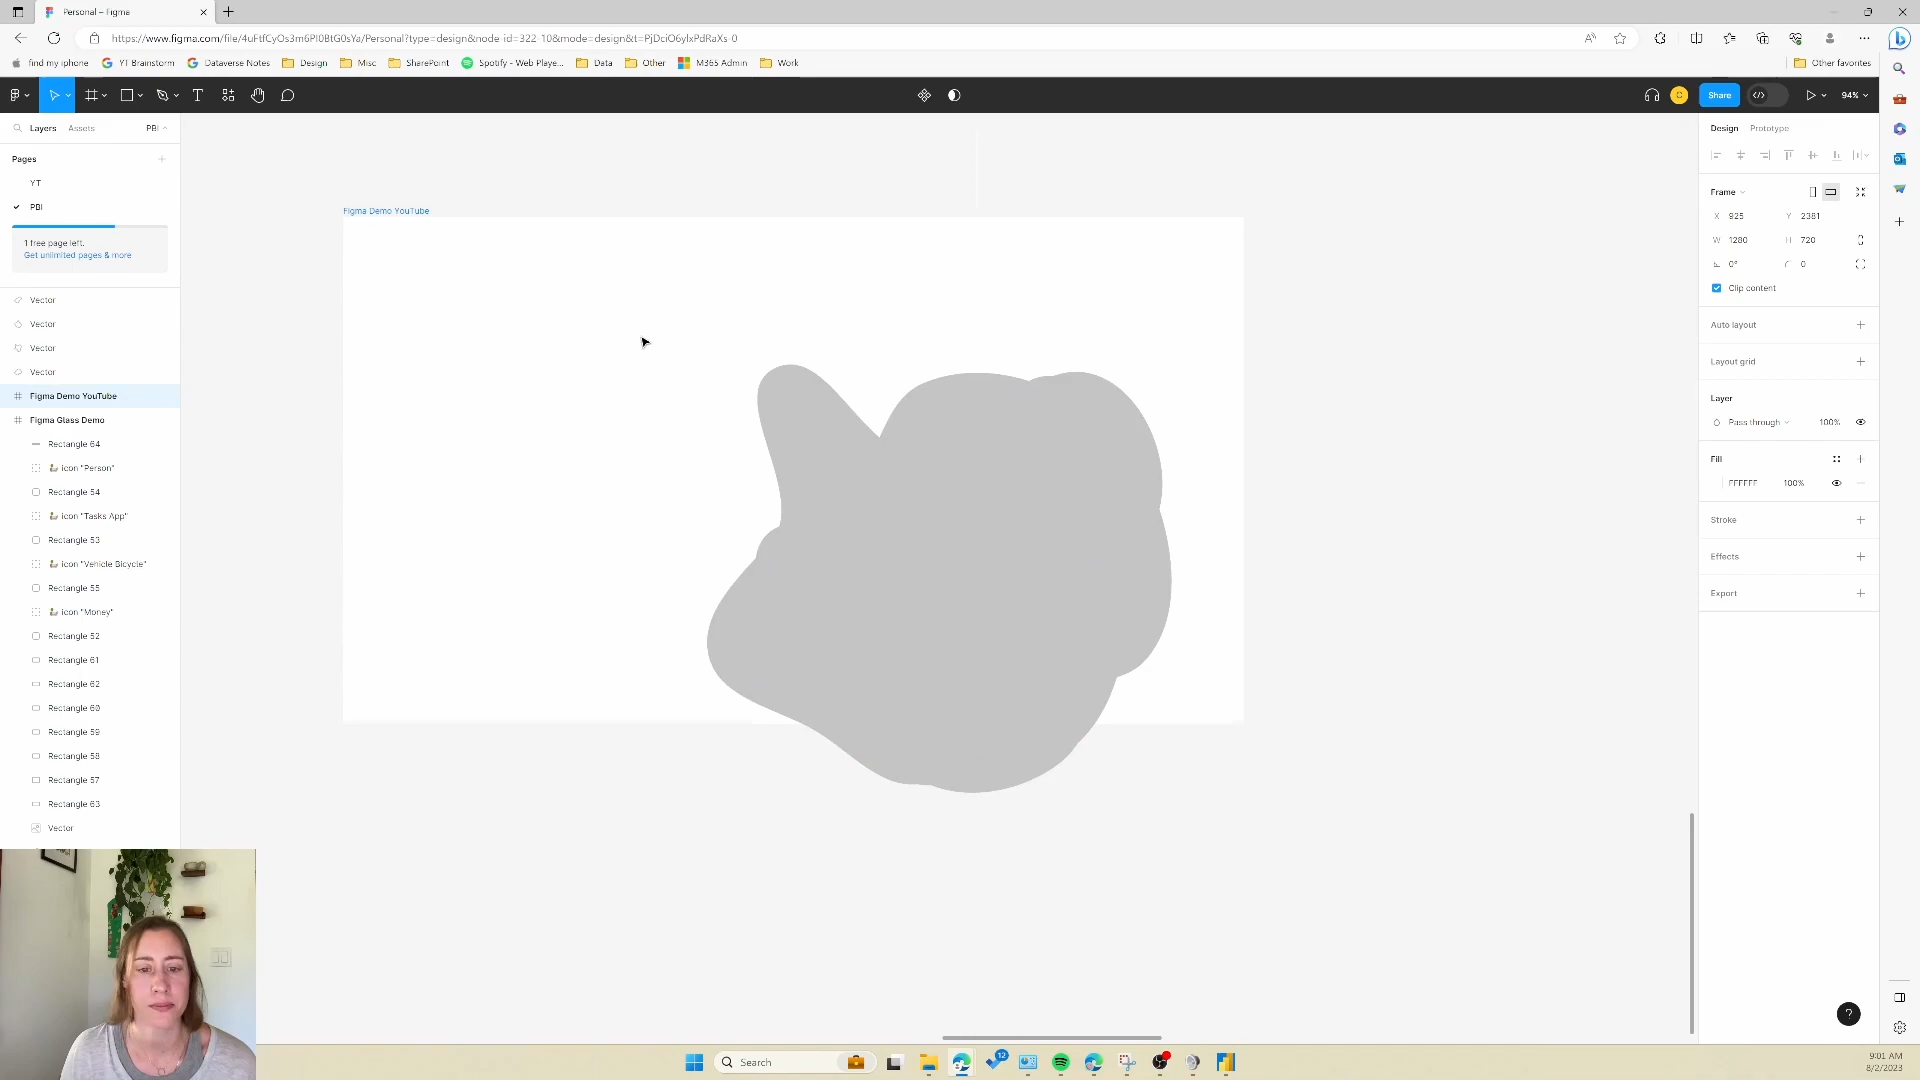 Personal – Figma
https://www.figma.com/file/4uFtfCyOs3m6PI0BtG0sYa/Personal?type=design&node-id=322-10&mode=design&t=PjDciO6ylxPdRaXs-0
find my iphone
YT Brainstorm
Dataverse Notes
Design
Misc
SharePoint
Spotify - Web Playe...
Data
Other
M365 Admin
Work
Other favorites
Share
94%
Layers
Assets
PBI
Pages
YT
PBI
1 free page left.
Get unlimited pages & more
Vector
Vector
Vector
Vector
Figma Demo YouTube
Figma Glass Demo
Rectangle 64
icon "Person"
Rectangle 54
icon "Tasks App"
Rectangle 53
icon "Vehicle Bicycle"
Rectangle 55
icon "Money"
Rectangle 52
Rectangle 61
Rectangle 62
Rectangle 60
Rectangle 59
Rectangle 58
Rectangle 57
Rectangle 63
Vector
Figma Demo YouTube
Design
Prototype
Frame
X 925
Y 2381
W 1280
H 720
0°
0
Clip content
Auto layout
Layout grid
Layer
Pass through
100%
Fill
FFFFFF
100%
Stroke
Effects
Export
?
Search
12
9:01 AM
8/2/2023